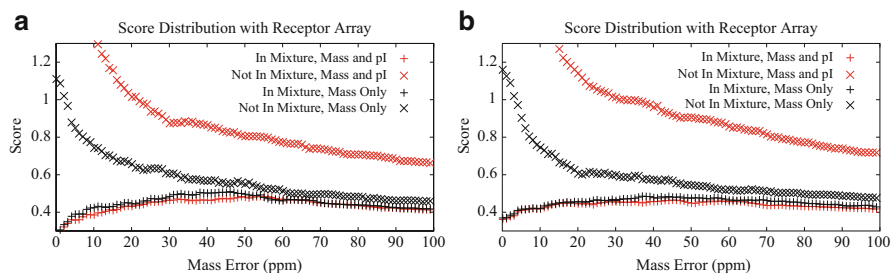 a
Score Distribution with Receptor Array
Score
1.2
1
0.8
0.6
0.4
In Mixture, Mass and pI
Not In Mixture, Mass and pI
In Mixture, Mass Only
Not In Mixture, Mass Only
0 10 20 30 40 50 60 70 80 90 100
Mass Error (ppm)
b
Score Distribution with Receptor Array
Score
1.2
1
0.8
0.6
0.4
In Mixture, Mass and pI
Not In Mixture, Mass and pI
In Mixture, Mass Only
Not In Mixture, Mass Only
0 10 20 30 40 50 60 70 80 90 100
Mass Error (ppm)